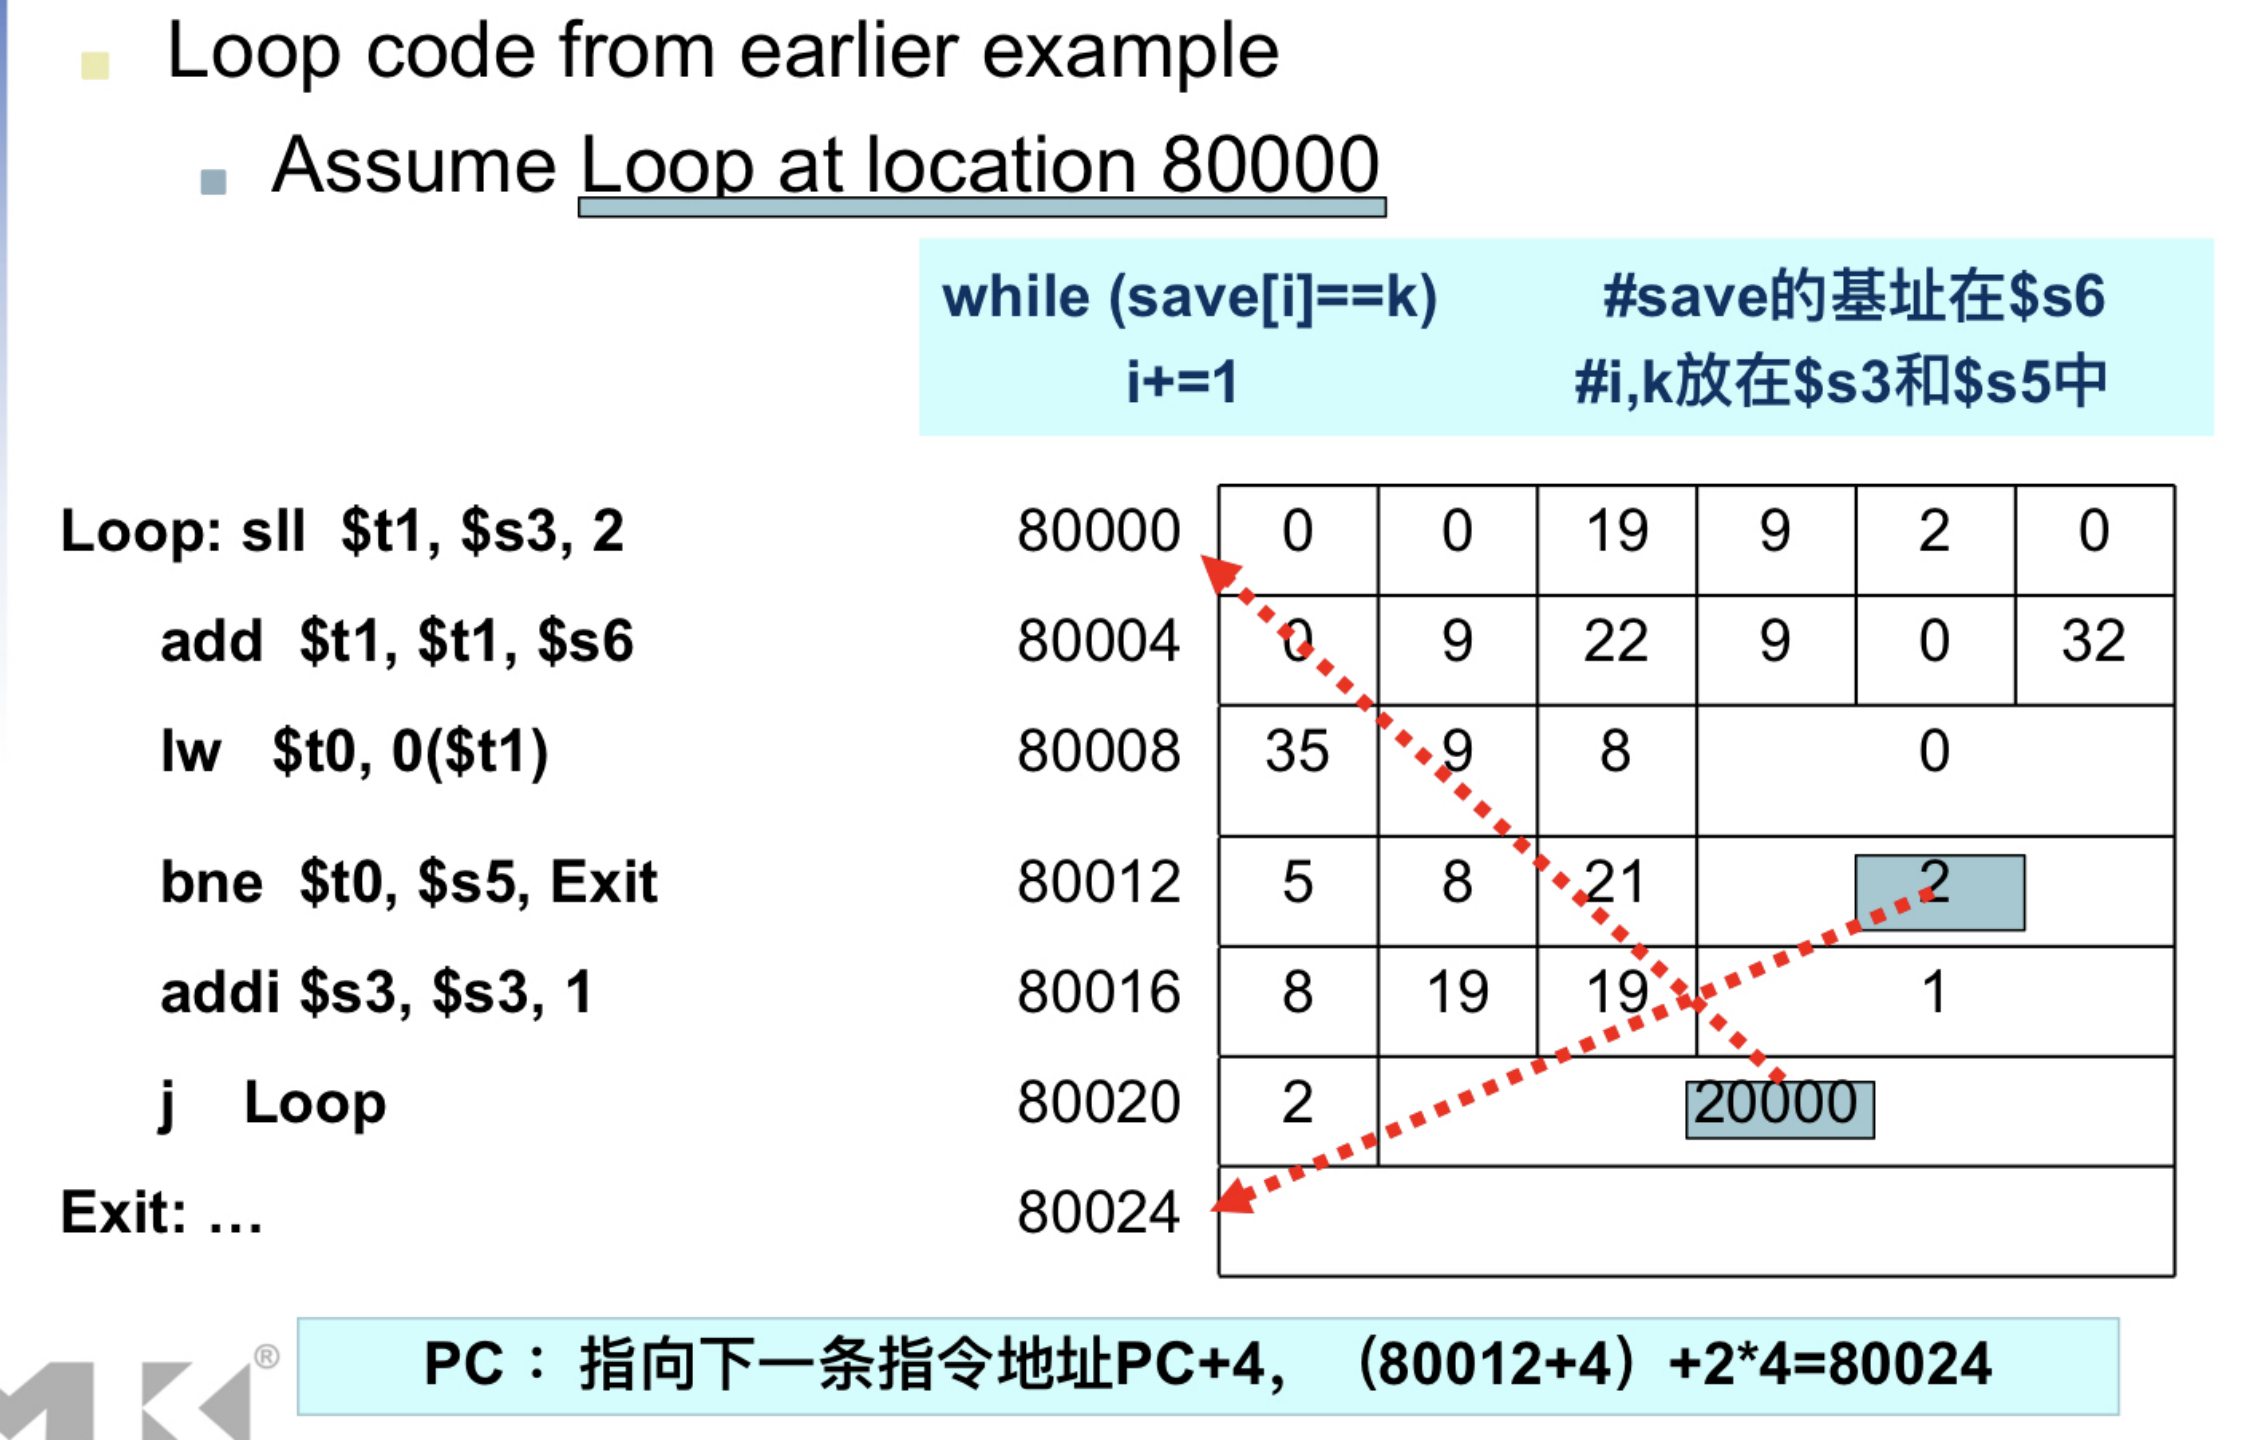 Loop code from earlier example
Assume Loop at location 80000
while (save[i]==k) #save的基址在$s6
i+=1 #i,k放在$s3和$s5中
Loop: sll $t1, $s3, 2 80000 0 0 19 9 2 0
add $t1, $t1, $s6 80004 0 9 22 9 0 32
lw $t0, 0($t1) 80008 35 9 8 0
bne $t0, $s5, Exit 80012 5 8 21 2
addi $s3, $s3, 1 80016 8 19 19 1
j Loop 80020 2 20000
Exit: … 80024
PC：指向下一条指令地址PC+4，（80012+4）+2*4=80024
®